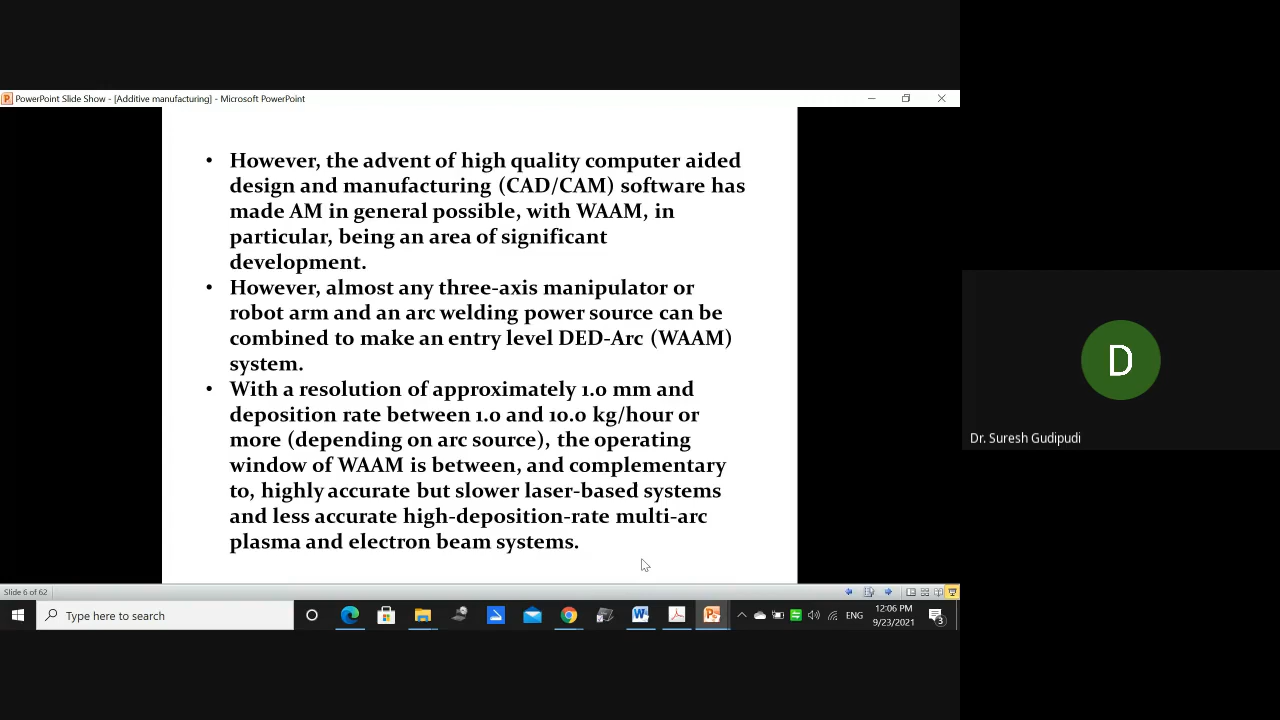 PowerPoint Slide Show - [Additive manufacturing] - Microsoft PowerPoint
• However, the advent of high quality computer aided
design and manufacturing (CAD/CAM) software has
made AM in general possible, with WAAM, in
particular, being an area of significant
development.
• However, almost any three-axis manipulator or
robot arm and an arc welding power source can be
combined to make an entry level DED-Arc (WAAM)
system.
• With a resolution of approximately 1.0 mm and
deposition rate between 1.0 and 10.0 kg/hour or
more (depending on arc source), the operating
window of WAAM is between, and complementary
to, highly accurate but slower laser-based systems
and less accurate high-deposition-rate multi-arc
plasma and electron beam systems.
D
Dr. Suresh Gudipudi
Slide 6 of 62
Type here to search
ENG
12:06 PM
9/23/2021
3